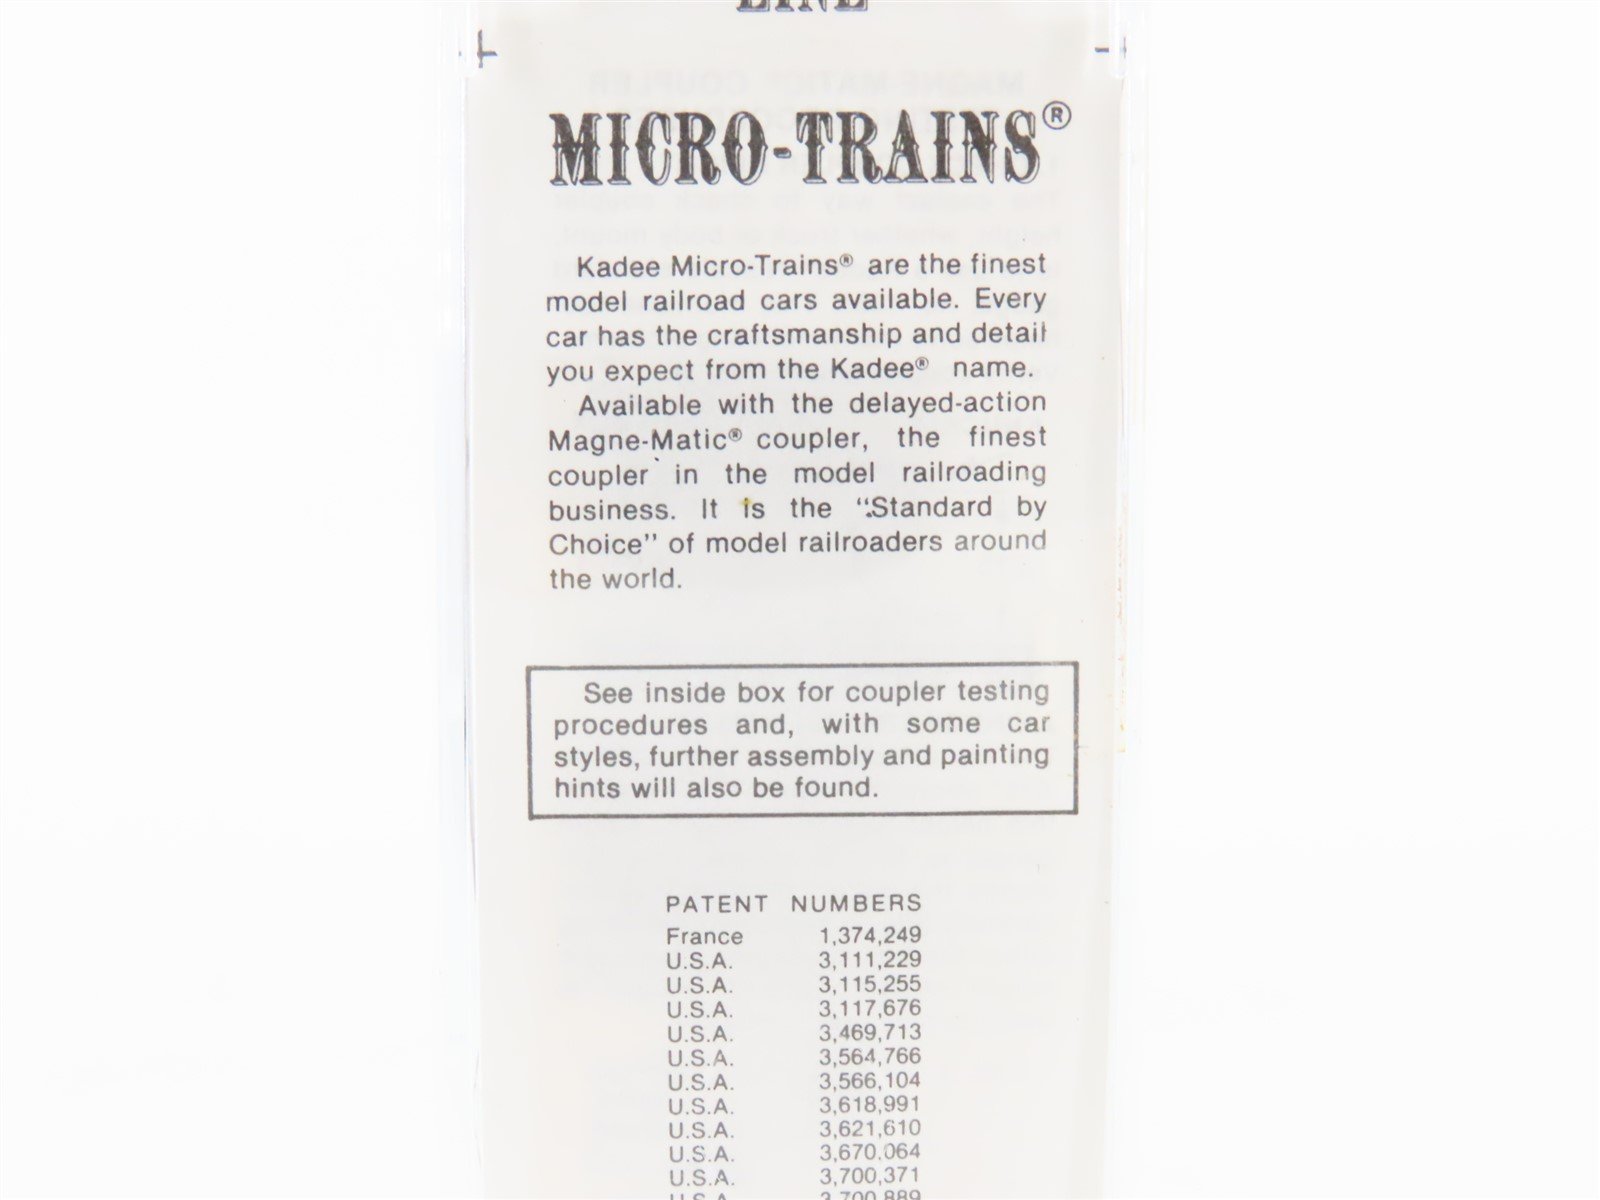 LINE
MICRO-TRAINS®
Kadee Micro-Trains® are the finest
model railroad cars available. Every
car has the craftsmanship and detail
you expect from the Kadee® name.
Available with the delayed-action
Magne-Matic® coupler, the finest
coupler in the model railroading
business. It is the “Standard by
Choice” of model railroaders around
the world.
See inside box for coupler testing
procedures and, with some car
styles, further assembly and painting
hints will also be found.
PATENT NUMBERS
France 1,374,249
U.S.A. 3,111,229
U.S.A. 3,115,255
U.S.A. 3,117,676
U.S.A. 3,469,713
U.S.A. 3,564,766
U.S.A. 3,566,104
U.S.A. 3,618,991
U.S.A. 3,621,610
U.S.A. 3,670.064
U.S.A. 3,700,371
U.S.A. 3,700,889